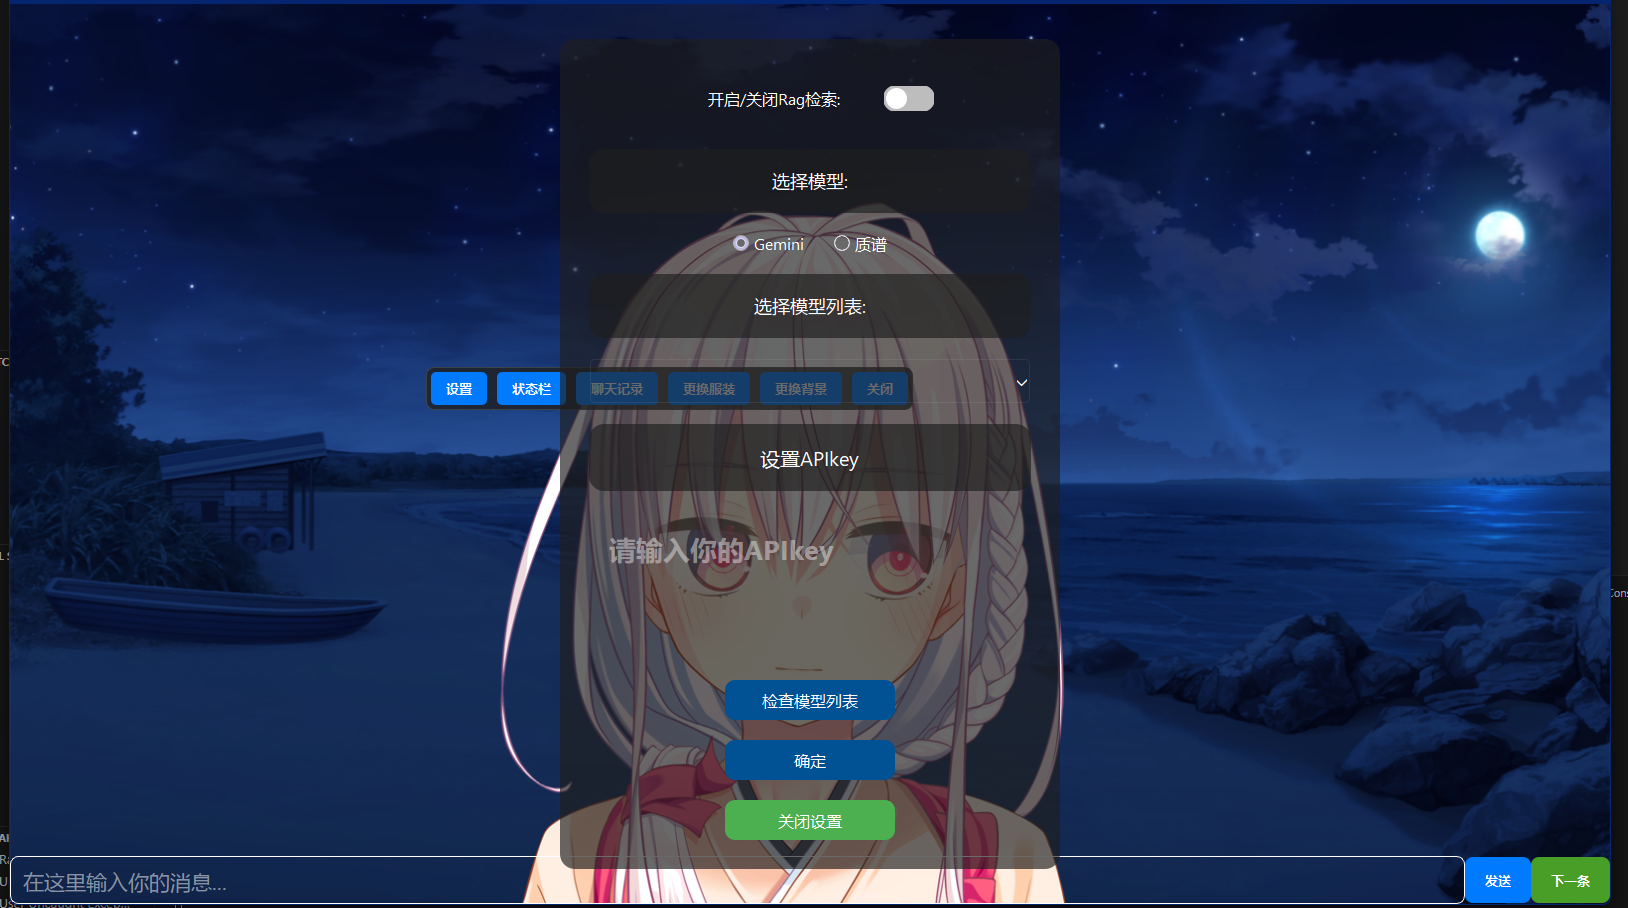 开启/关闭Rag检索:
选择模型:
Gemini 质谱
选择模型列表:
设置 状态栏 聊天记录 更换服装 更换背景 关闭
设置APIkey
请输入你的APIkey
检查模型列表
确定
关闭设置
在这里输入你的消息...
发送 下一条